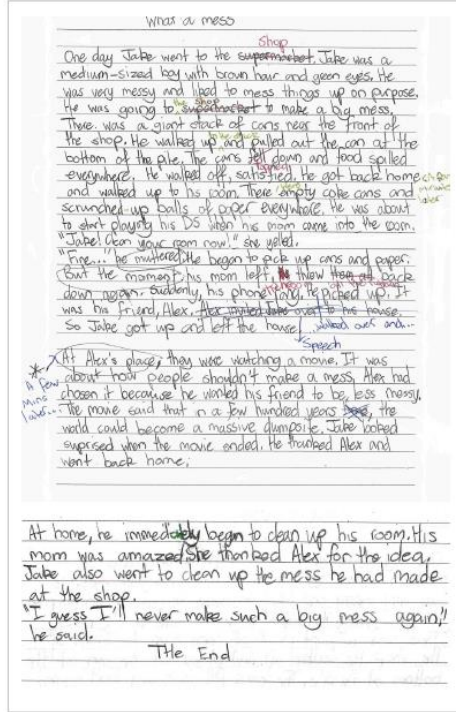 What a mess
shop
One day Jake went to the supermarket. Jake was a
medium-sized boy with brown hair and green eyes. He
was very messy and liked to mess things up on purpose.
the shop
He was going to supermarket to make a big mess.
There was a giant stack of cans near the front of
the shop. He walked up and pulled out the can at the
bottom of the pile. The cans fell down and food spilled
everywhere. He walked off, satisfied. He got back home
and walked up to his room. There were empty coke cans and
later
scrunched up balls of paper everywhere. He was about
to start playing his DS when his mom came into the room.
"Jake! Clean your room now!" she yelled.
"Fine..." he muttered. He began to pick up cans and paper.
But the moment his mom left, he threw them all back
down again. Suddenly, his phone rang. He picked up. It
was his friend, Alex. Alex invited Jake over to his house.
So Jake got up and left the house. ...walked over and...
Speech
At Alex's place, they were watching a movie. It was
A few
mins
later...
about how people shouldn't make a mess. Alex had
chosen it because he wanted his friend to be less messy.
The movie said that in a few hundred years, the
world could become a massive dumpsite. Jake looked
suprised when the movie ended. He thanked Alex and
went back home.
At home, he immediately began to clean up his room. His
mom was amazed. She thanked Alex for the idea.
Jake also went to clean up the mess he had made
at the shop.
"I guess I'll never make such a big mess again,"
he said.
THe End